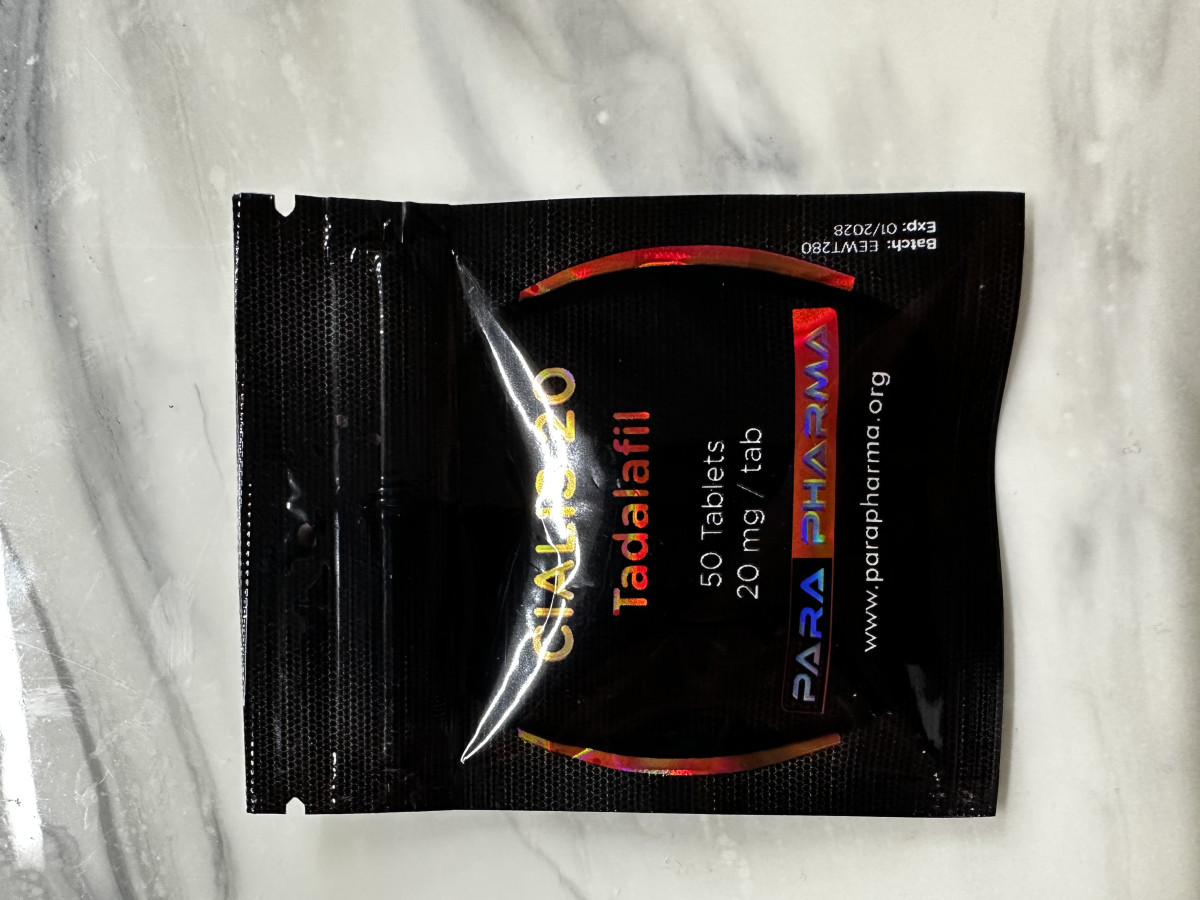 CIALIS 20
Tadalafil
50 Tablets
20 mg / tab
PARA PHARMA
www.parapharma.org
Batch: EEWT280
Exp: 01/2028